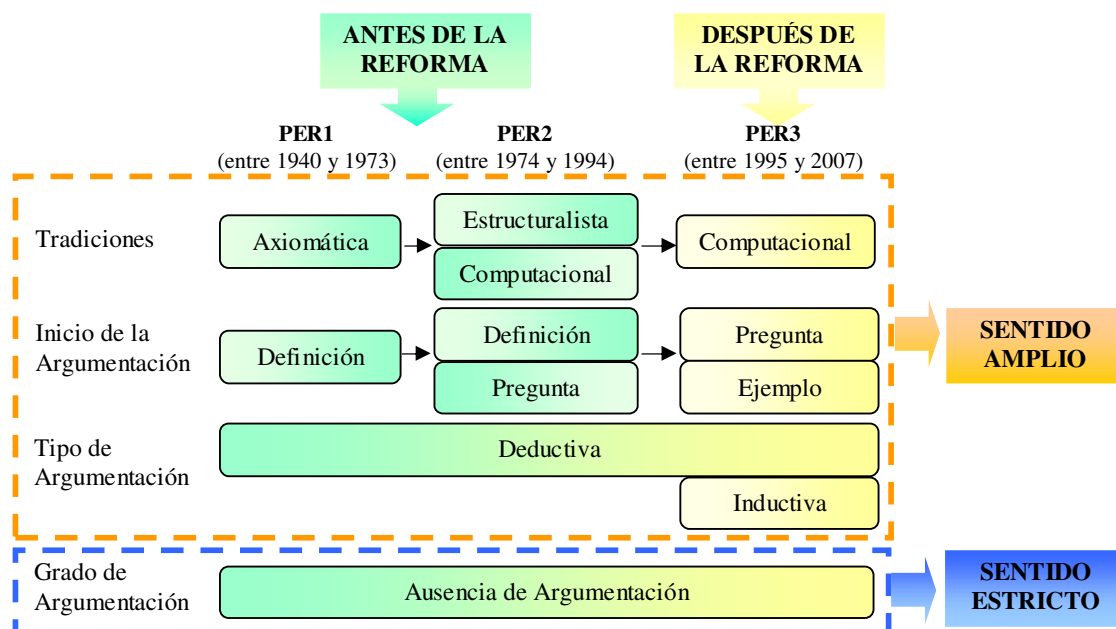 ANTES DE LA
REFORMA
DESPUÉS DE
LA REFORMA
PER1
(entre 1940 y 1973)
PER2
(entre 1974 y 1994)
PER3
(entre 1995 y 2007)
Tradiciones
Axiomática
Estructuralista
Computacional
Computacional
Inicio de la
Argumentación
Definición
Definición
Pregunta
Pregunta
Ejemplo
SENTIDO
AMPLIO
Tipo de
Argumentación
Deductiva
Inductiva
Grado de
Argumentación
Ausencia de Argumentación
SENTIDO
ESTRICTO